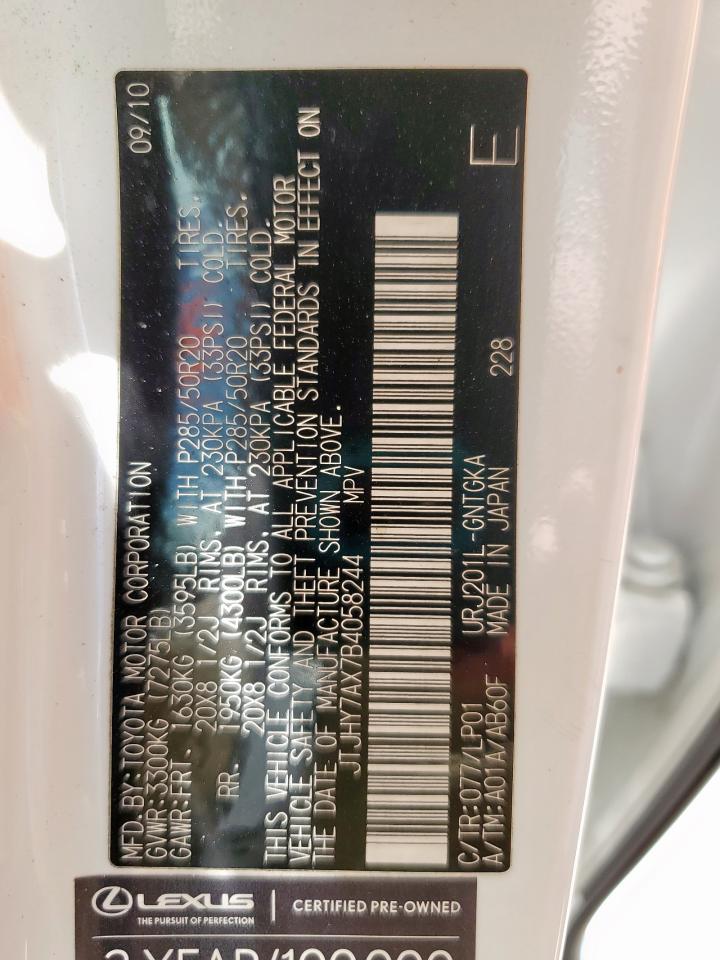 MFD.BY:TOYOTA MOTOR CORPORATION 09/10
GVWR:3300KG (7275LB)
GAWR:FRT. 1630KG (3595LB) WITH P285/50R20 TIRES,
20X8 1/2J RIMS, AT 230KPA (33PSI) COLD.
RR. 1950KG (4300LB) WITH P285/50R20 TIRES,
20X8 1/2J RIMS, AT 230KPA (33PSI) COLD.
THIS VEHICLE CONFORMS TO ALL APPLICABLE FEDERAL MOTOR
VEHICLE SAFETY AND THEFT PREVENTION STANDARDS IN EFFECT ON
THE DATE OF MANUFACTURE SHOWN ABOVE.
JTJHY7AX7B4058244 MPV
C/TR:077/LP01 URJ201L-GNTGKA 228 E
A/TM:A01A/AB60F MADE IN JAPAN
LEXUS CERTIFIED PRE-OWNED
THE PURSUIT OF PERFECTION
3 YEAR/100,000